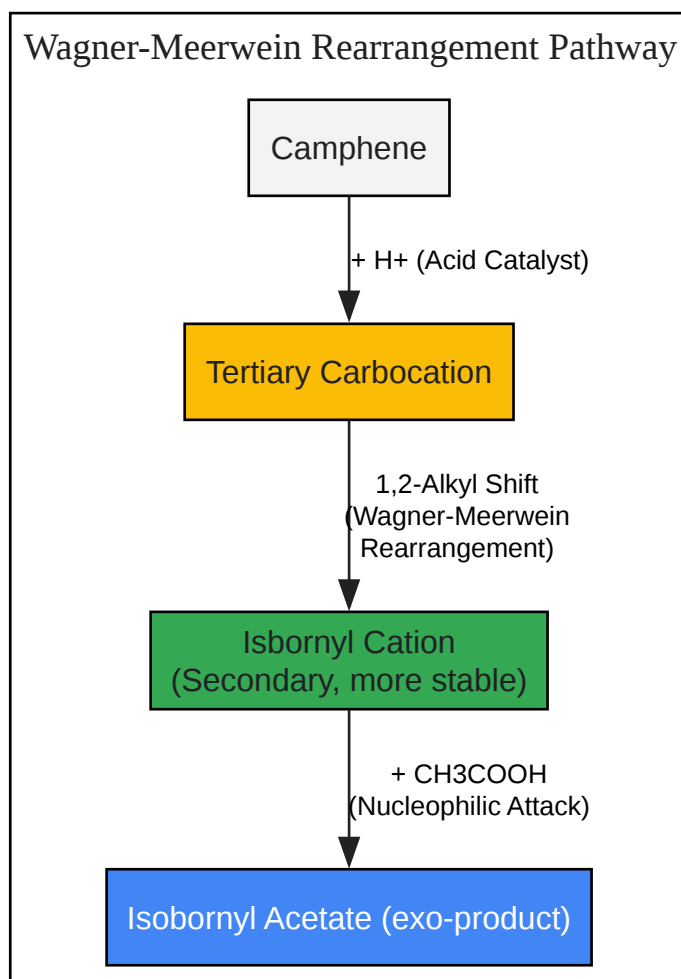 Wagner-Meerwein Rearrangement Pathway
Camphene
+ H+ (Acid Catalyst)
Tertiary Carbocation
1,2-Alkyl Shift
(Wagner-Meerwein
Rearrangement)
Isbornyl Cation
(Secondary, more stable)
+ CH3COOH
(Nucleophilic Attack)
Isobornyl Acetate (exo-product)